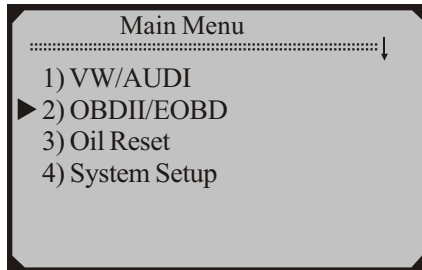 Main Menu
1) VW/AUDI
2) OBDII/EOBD
3) Oil Reset
4) System Setup